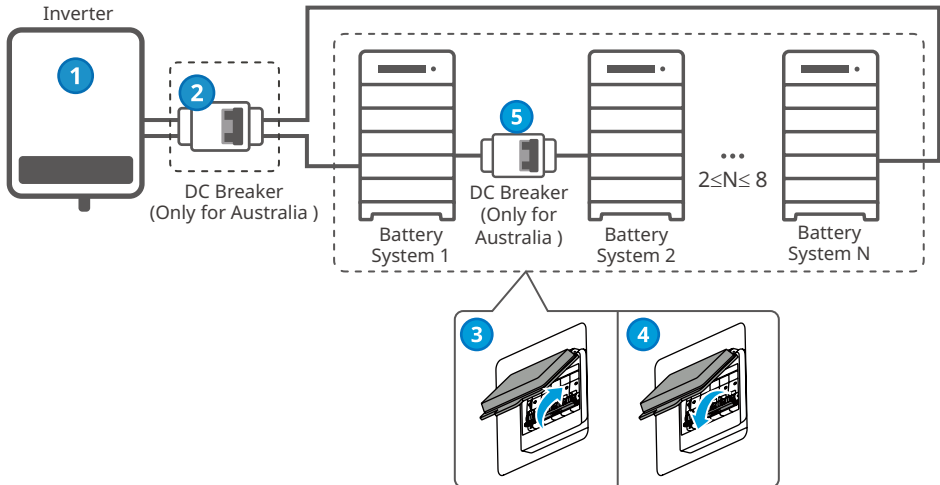 Inverter
1
2
DC Breaker
(Only for Australia )
5
DC Breaker
(Only for
Australia )
Battery
System 1
Battery
System 2
...
2≤N≤ 8
Battery
System N
3
4